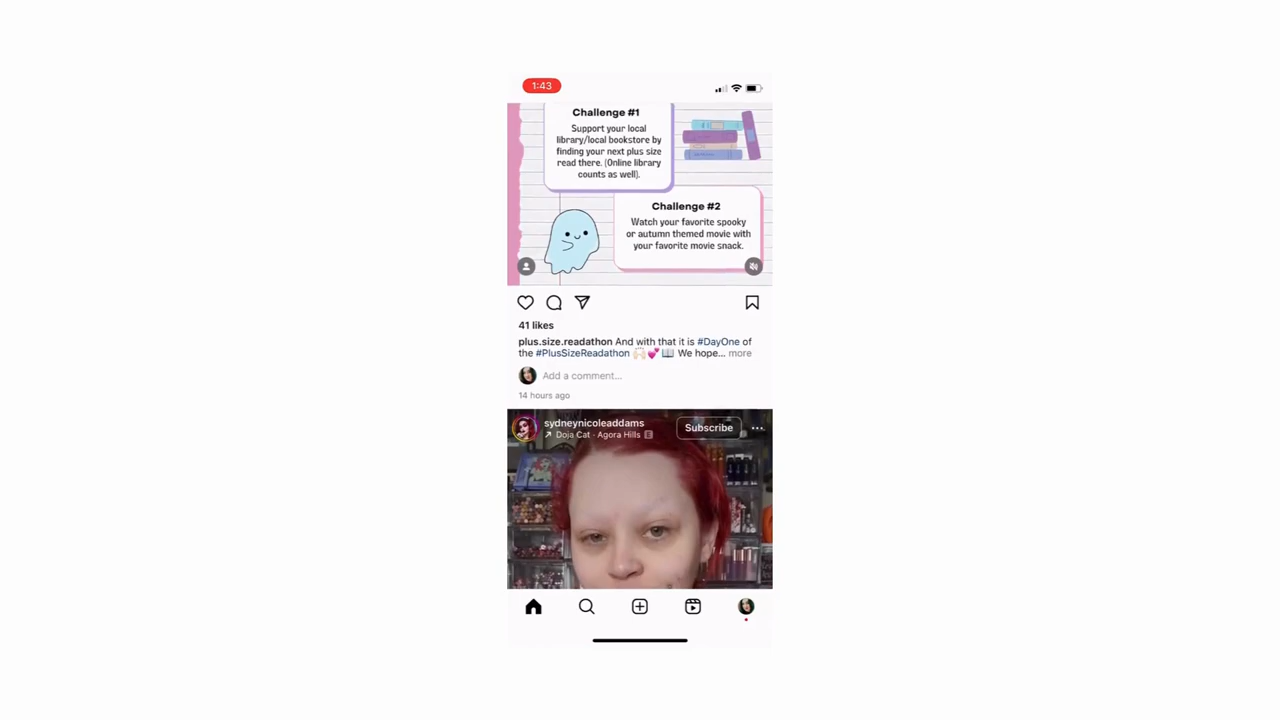 1:43
Challenge #1
Support your local
library/local bookstore by
finding your next plus size
read there. (Online library
counts as well).
Challenge #2
Watch your favorite spooky
or autumn themed movie with
your favorite movie snack.
41 likes
plus.size.readathon And with that it is #DayOne of
the #PlusSizeReadathon 🙌🏻💕📖 We hope... more
Add a comment...
14 hours ago
sydneynicoleaddams
Doja Cat · Agora Hills E
Subscribe